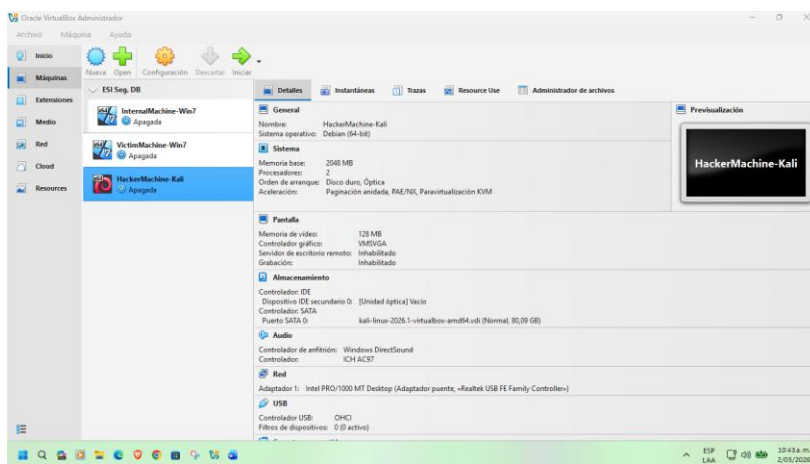 Oracle VirtualBox Administrador
Archivo Máquina Ayuda
Inicio
Máquinas
Extensiones
Medio
Red
Cloud
Resources
Nueva Open Configuración Descartar Iniciar
ESI Seg. DB
InternalMachine-Win7
Apagada
VictimMachine-Win7
Apagada
HackerMachine-Kali
Apagada
Detalles Instantáneas Trazas Resource Use Administrador de archivos
General
Nombre: HackerMachine-Kali
Sistema operativo: Debian (64-bit)
Sistema
Memoria base: 2048 MB
Procesadores: 2
Orden de arranque: Disco duro, Óptica
Aceleración: Paginación anidada, PAE/NX, Paravirtualización KVM
Pantalla
Memoria de vídeo: 128 MB
Controlador gráfico: VMSVGA
Servidor de escritorio remoto: Inhabilitado
Grabación: Inhabilitado
Almacenamiento
Controlador: IDE
Dispositivo IDE secundario 0: [Unidad óptica] Vacío
Controlador: SATA
Puerto SATA 0: kali-linux-2026.1-virtualbox-amd64.vdi (Normal, 80,09 GB)
Audio
Controlador de anfitrión: Windows DirectSound
Controlador: ICH AC97
Red
Adaptador 1: Intel PRO/1000 MT Desktop (Adaptador puente, «Realtek USB FE Family Controller»)
USB
Controlador USB: OHCI
Filtros de dispositivos: 0 (0 activo)
Previsualización
HackerMachine-Kali
ESP
LAA
10:43 a.m.
2/05/2026